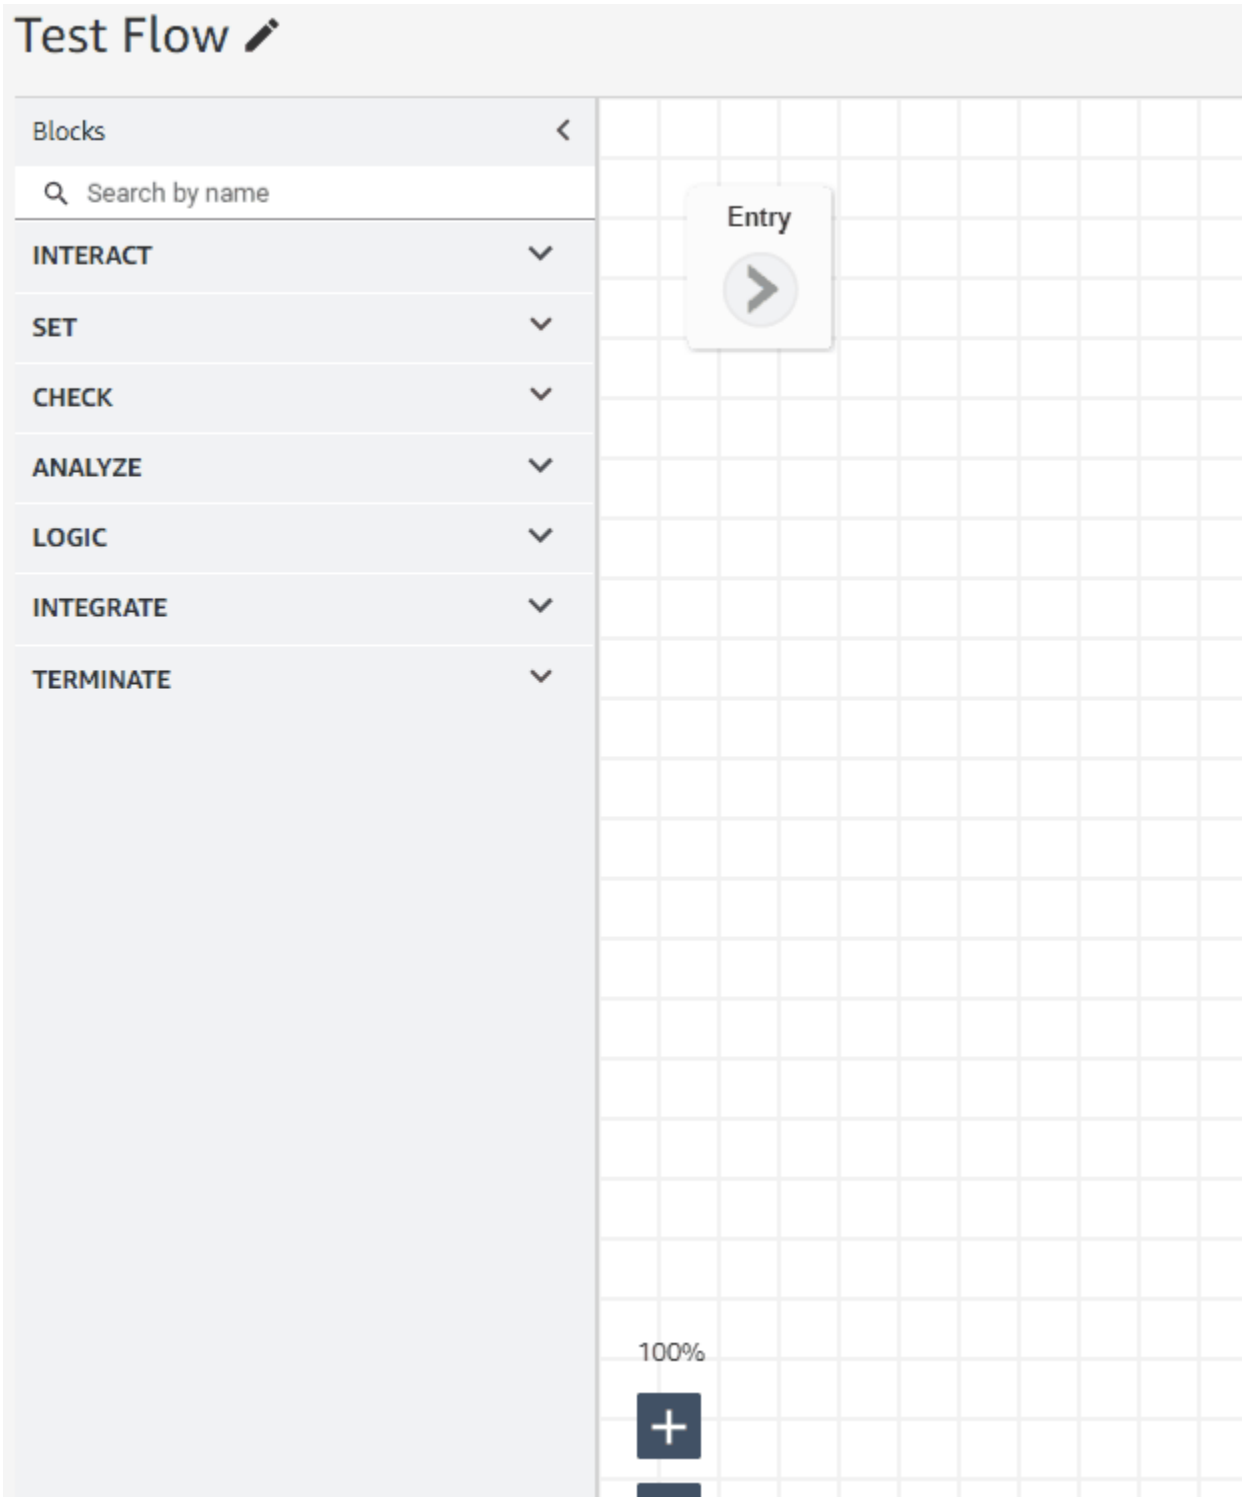 Test Flow
Blocks
Search by name
INTERACT
SET
CHECK
ANALYZE
LOGIC
INTEGRATE
TERMINATE
Entry
100%